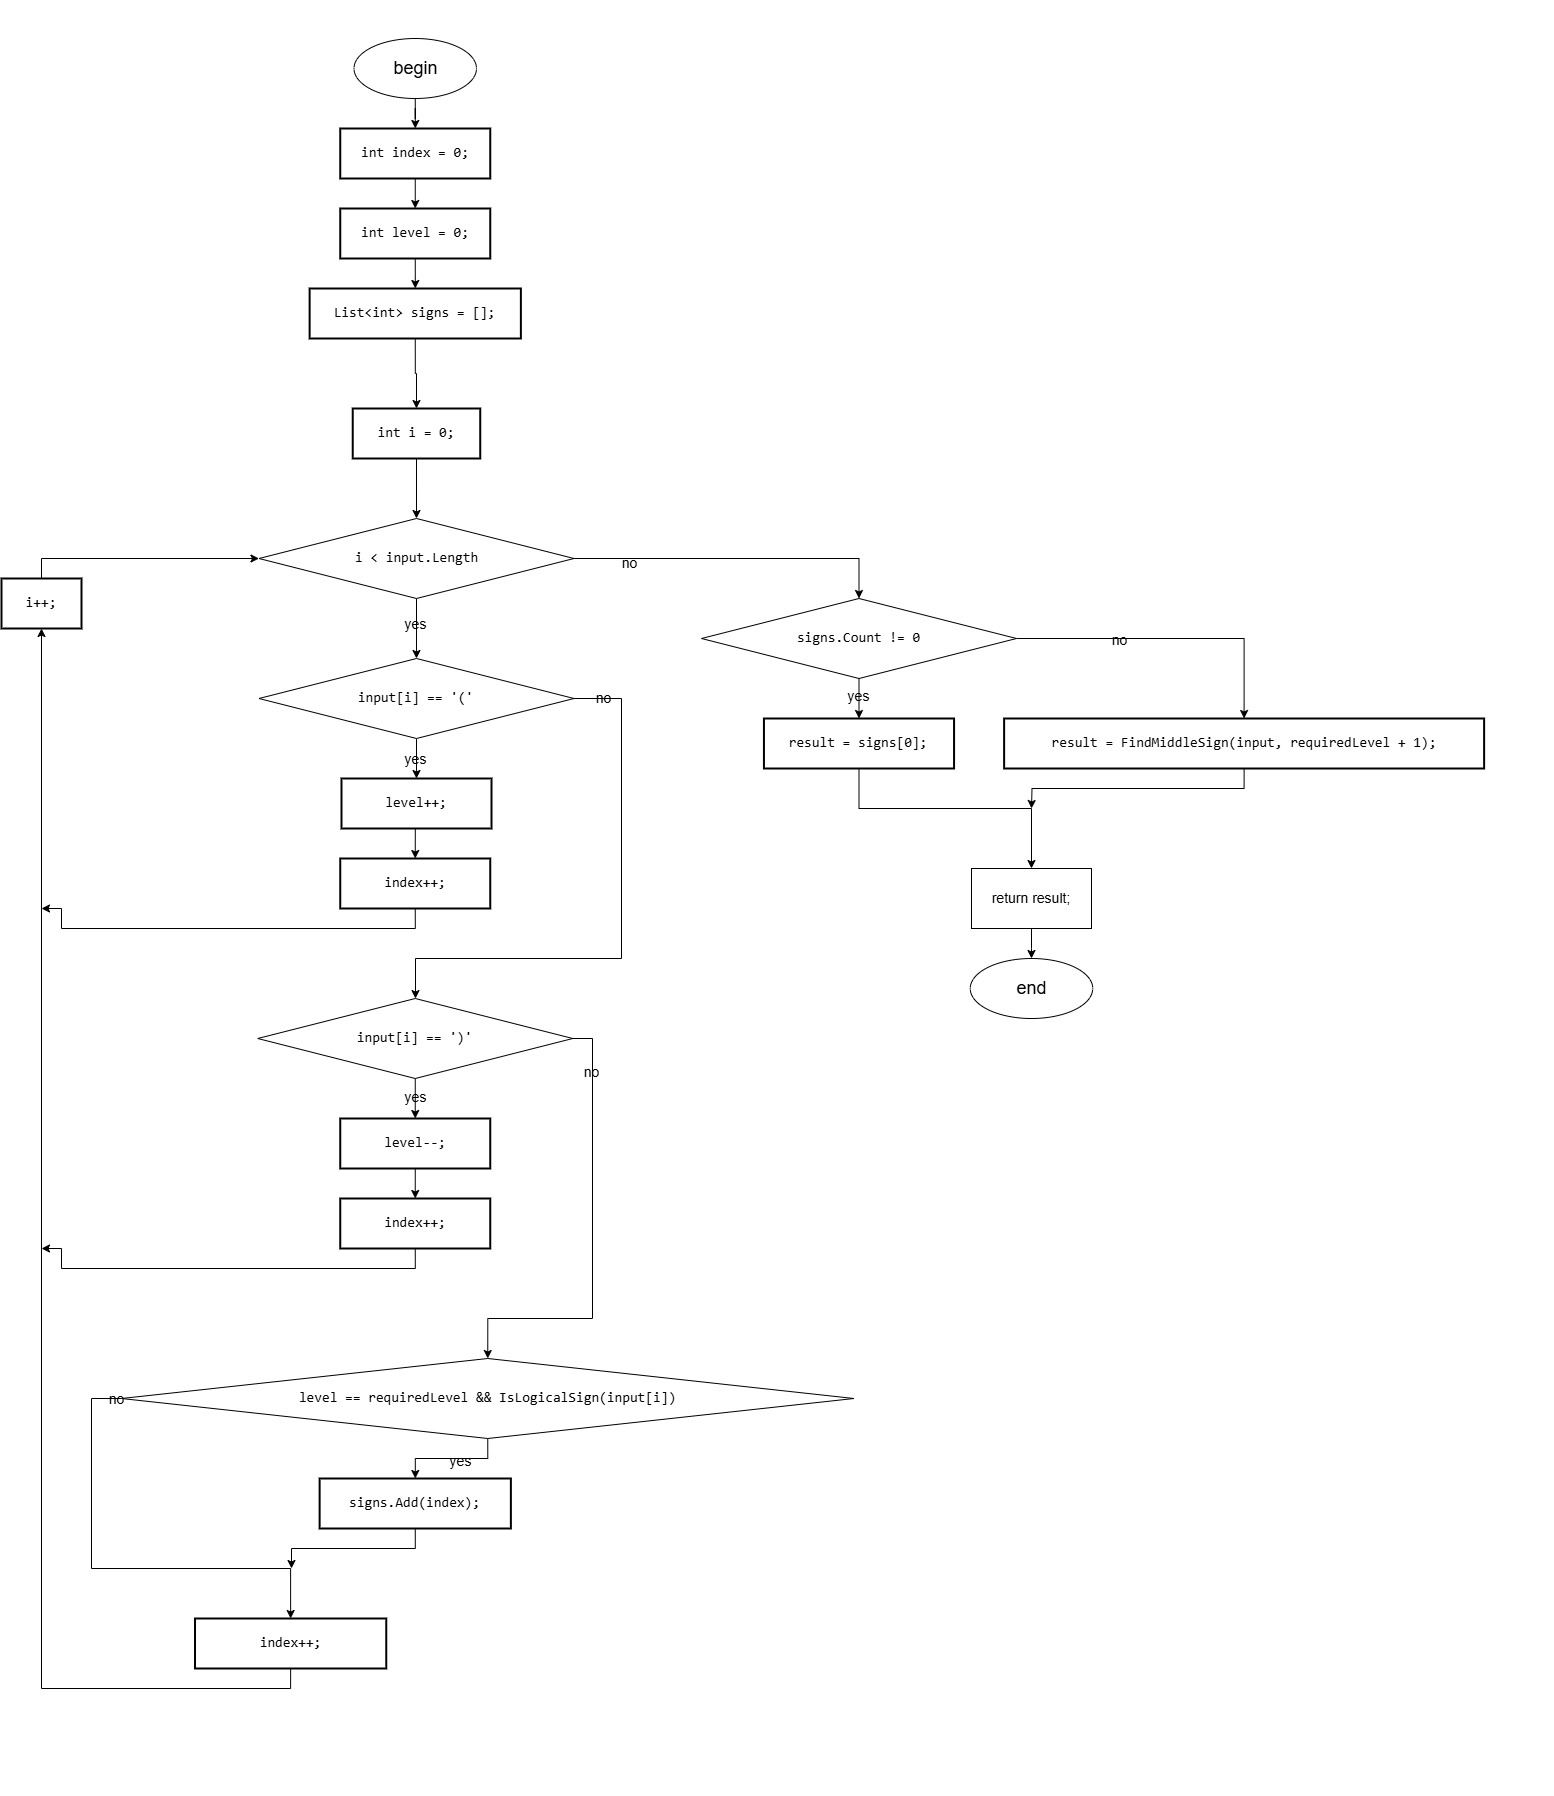 begin
int index = 0;
int level = 0;
List<int> signs = [];
int i = 0;
i < input.Length
no
i++;
yes
signs.Count != 0
no
input[i] == '('
no
yes
result = signs[0];
result = FindMiddleSign(input, requiredLevel + 1);
yes
level++;
index++;
return result;
end
input[i] == ')'
no
yes
level--;
index++;
level == requiredLevel && IsLogicalSign(input[i])
no
yes
signs.Add(index);
index++;